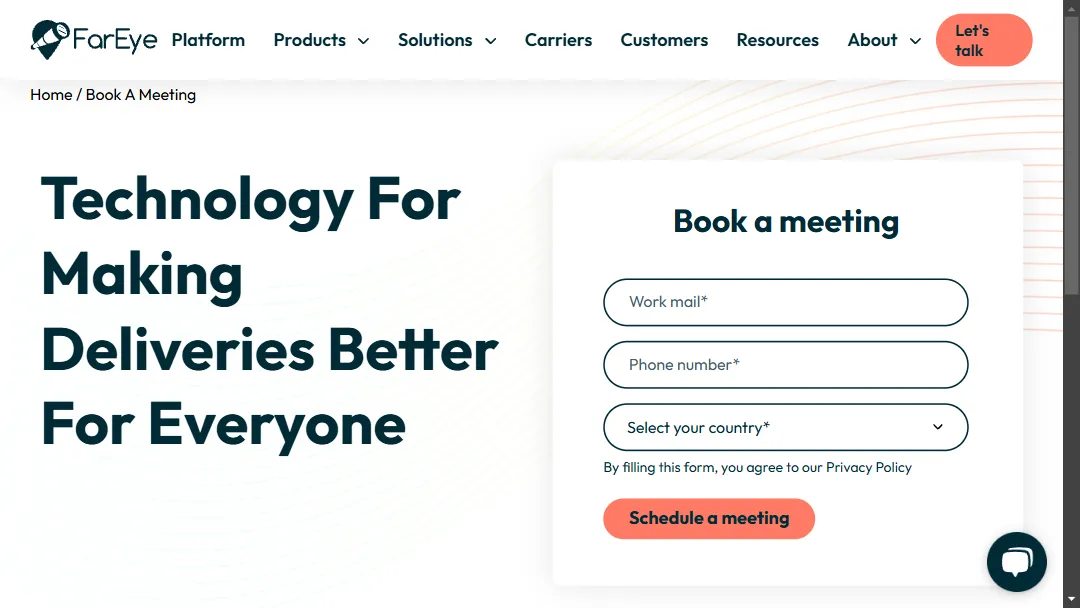 FarEye Platform Products Solutions Carriers Customers Resources About Let's talk
Home / Book A Meeting
Technology For
Making
Deliveries Better
For Everyone
Book a meeting
Work mail*
Phone number*
Select your country*
By filling this form, you agree to our Privacy Policy
Schedule a meeting